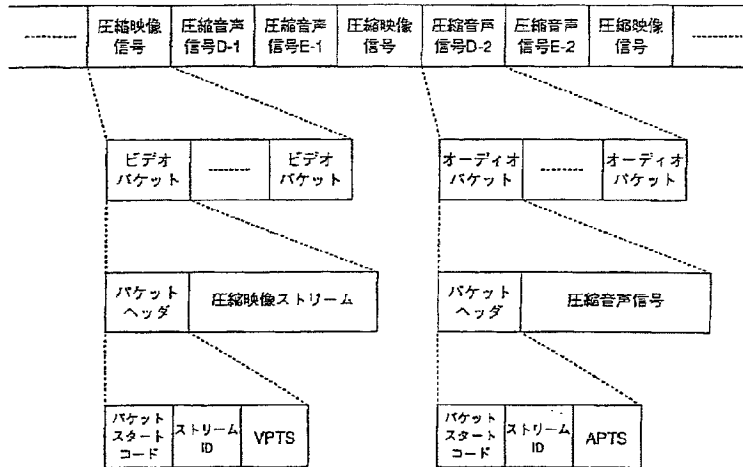 圧縮映像信号
圧縮音声信号D-1
圧縮音声信号E-1
圧縮映像信号
圧縮音声信号D-2
圧縮音声信号E-2
圧縮映像信号
ビデオパケット
ビデオパケット
オーディオパケット
オーディオパケット
パケットヘッダ
圧縮映像ストリーム
パケットヘッダ
圧縮音声信号
パケットスタートコード
ストリームID
VPTS
パケットスタートコード
ストリームID
APTS